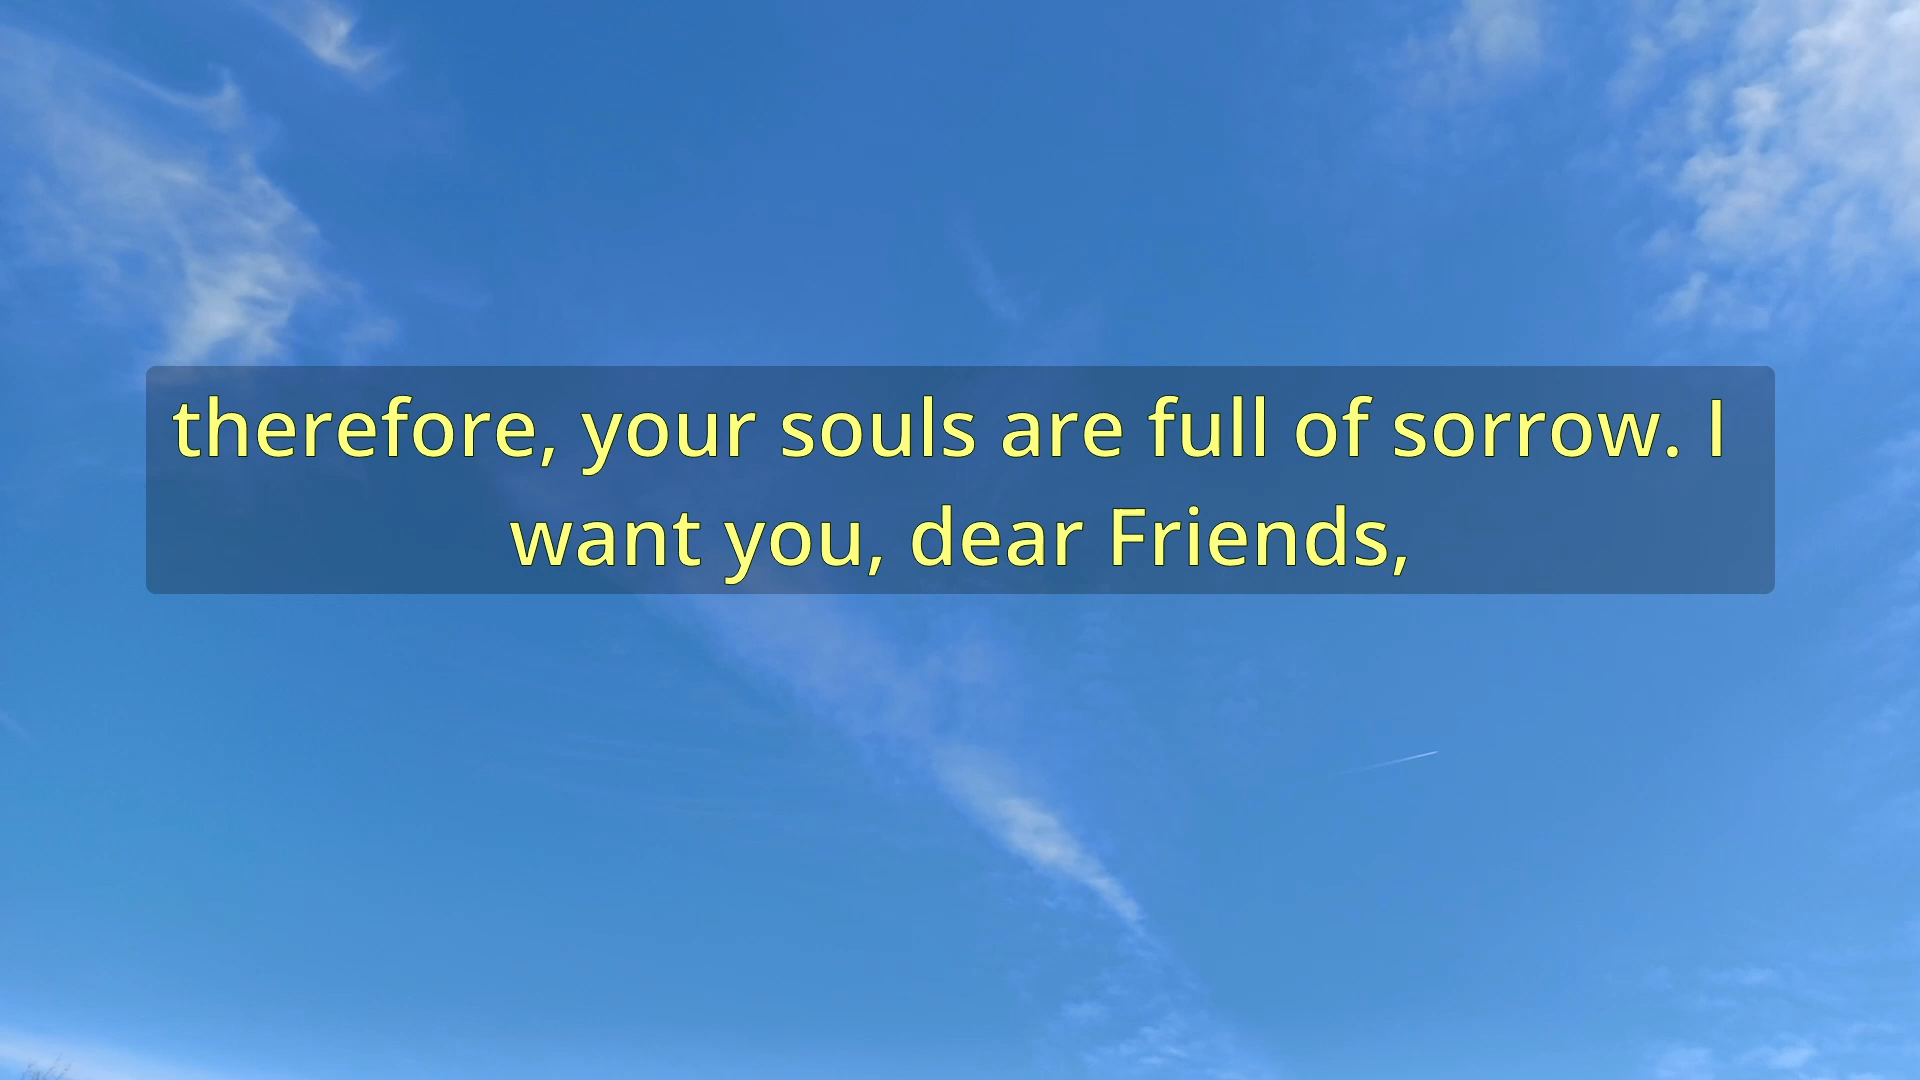 therefore, your souls are full of sorrow. I
want you, dear Friends,